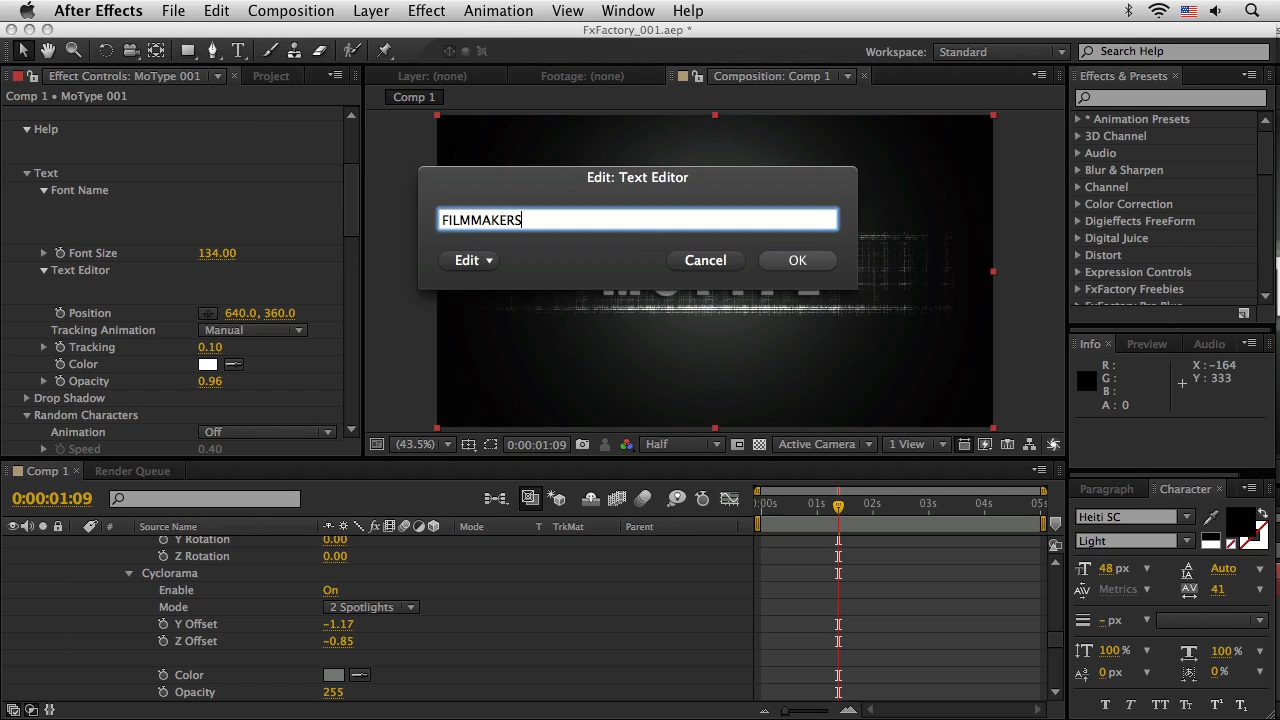 After Effects File Edit Composition Layer Effect Animation View Window Help
FxFactory_001.aep *
Workspace: Standard Search Help
Effect Controls: MoType 001 Project
Layer: (none) Footage: (none) Composition: Comp 1
Effects & Presets
Comp 1 • MoType 001
Comp 1
Help
Text
Font Name
Font Size 134.00
Text Editor
Position 640.0, 360.0
Tracking Animation Manual
Tracking 0.10
Color
Opacity 0.96
Drop Shadow
Random Characters
Animation Off
Speed 0.40
Edit: Text Editor
FILMMAKERS
Edit Cancel OK
(43.5%) 0:00:01:09 Half Active Camera 1 View
* Animation Presets
3D Channel
Audio
Blur & Sharpen
Channel
Color Correction
Digieffects FreeForm
Digital Juice
Distort
Expression Controls
FxFactory Freebies
Info Preview Audio
R :
G :
B :
A : 0
X : -164
Y : 333
Comp 1 Render Queue
0:00:01:09
:00s 01s 02s 03s 04s 05s
# Source Name fx Mode T TrkMat Parent
Y Rotation 0.00
Z Rotation 0.00
Cyclorama
Enable On
Mode 2 Spotlights
Y Offset -1.17
Z Offset -0.85
Color
Opacity 255
Paragraph Character
Heiti SC
Light
48 px Auto
Metrics 41
- px
100 % 100 %
0 px 0 %
T T TT Tt T¹ T₁